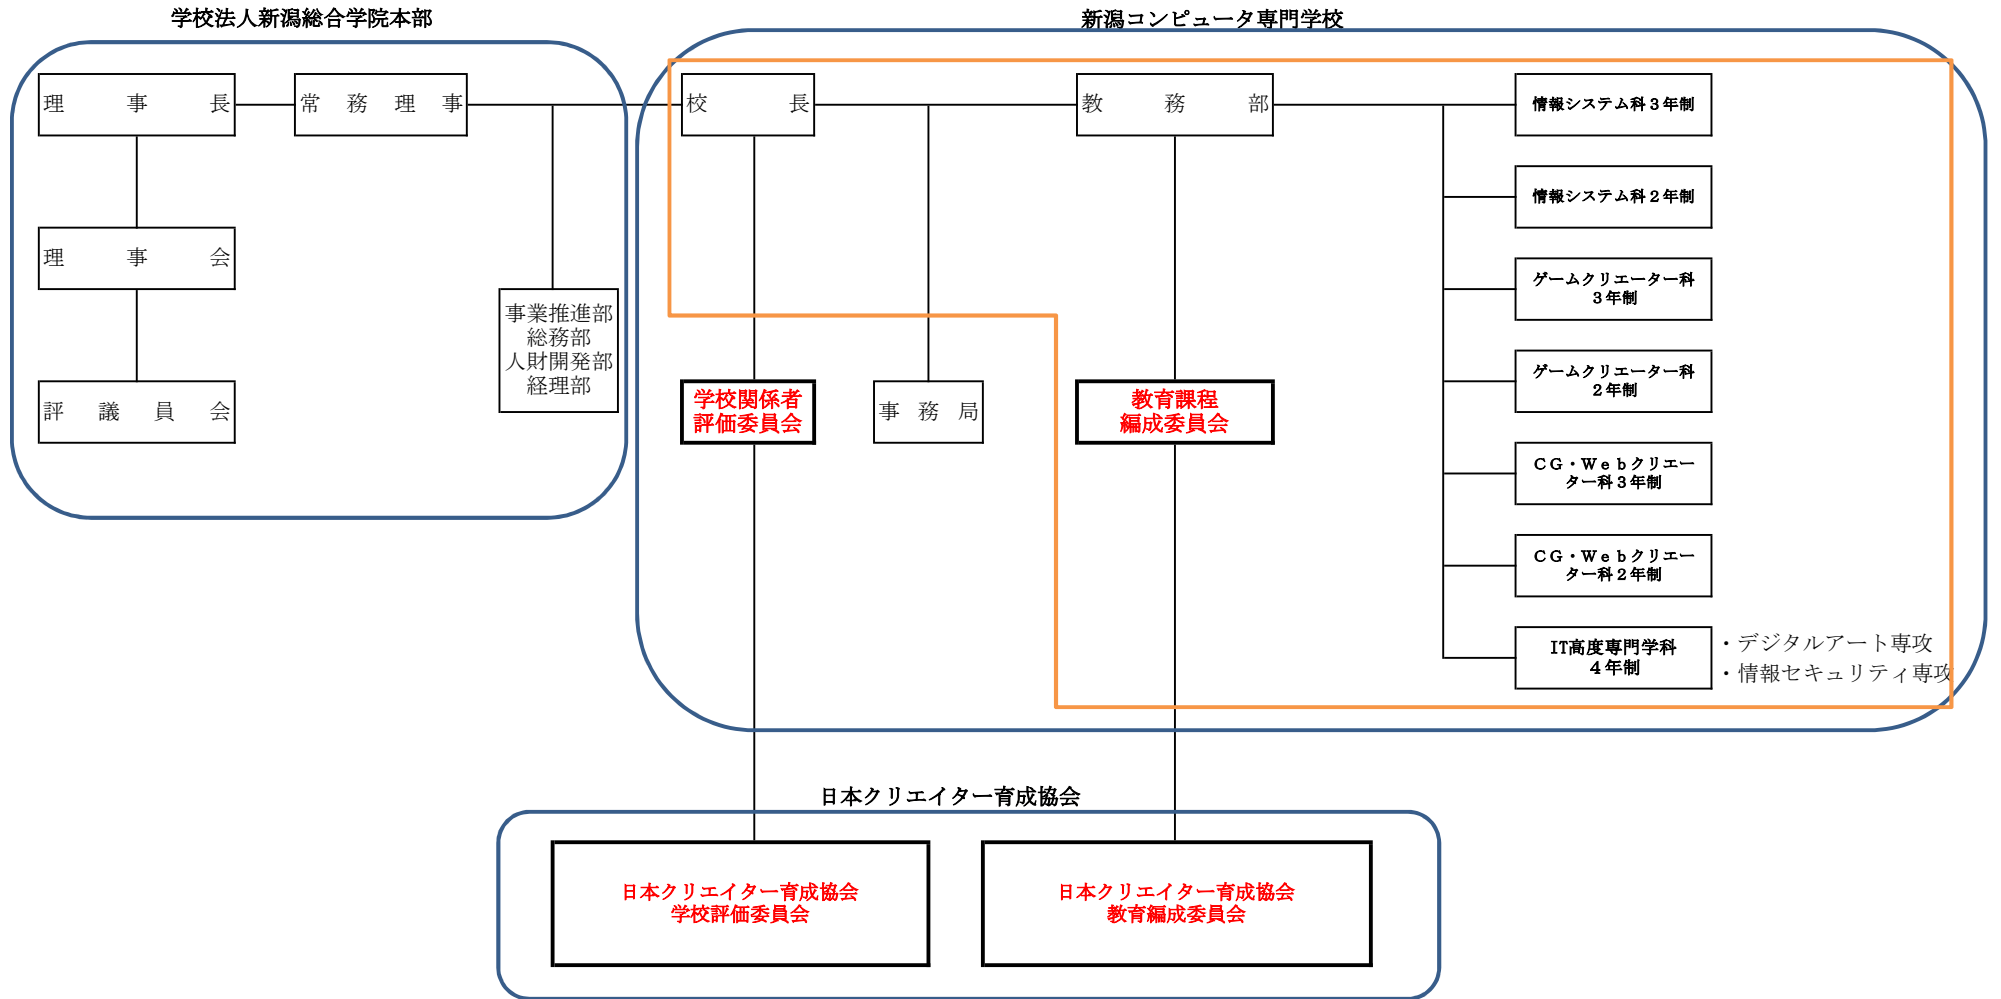 学校法人新潟総合学院本部
理事長
常務理事
理事会
評議員会
事業推進部
総務部
人財開発部
経理部
新潟コンピュータ専門学校
校長
教務部
学校関係者
評価委員会
事務局
教育課程
編成委員会
情報システム科３年制
情報システム科２年制
ゲームクリエーター科
３年制
ゲームクリエーター科
２年制
ＣＧ・Ｗｅｂクリエー
ター科３年制
ＣＧ・Ｗｅｂクリエー
ター科２年制
IT高度専門学科
４年制
・デジタルアート専攻
・情報セキュリティ専攻
日本クリエイター育成協会
日本クリエイター育成協会
学校評価委員会
日本クリエイター育成協会
教育編成委員会